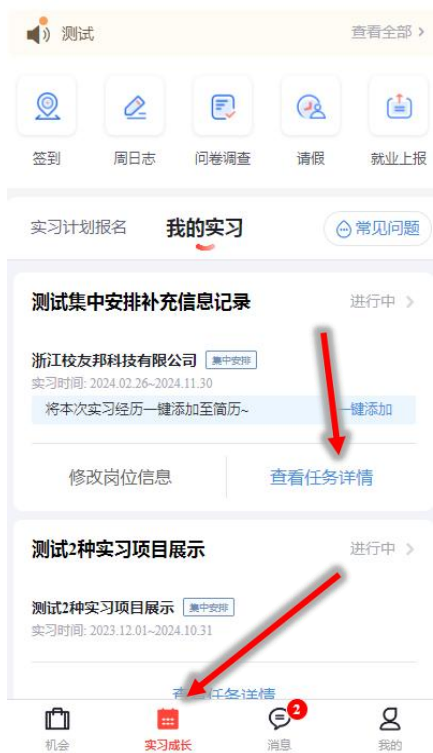 测试 查看全部 >
签到 周日志 问卷调查 请假 就业上报
实习计划报名 我的实习 常见问题
测试集中安排补充信息记录 进行中 >
浙江校友邦科技有限公司 集中安排
实习时间: 2024.02.26~2024.11.30
将本次实习经历一键添加至简历~ 一键添加
修改岗位信息 查看任务详情
测试2种实习项目展示 进行中 >
测试2种实习项目展示 集中安排
实习时间: 2023.12.01~2024.10.31
查看任务详情
2
机会 实习成长 消息 我的